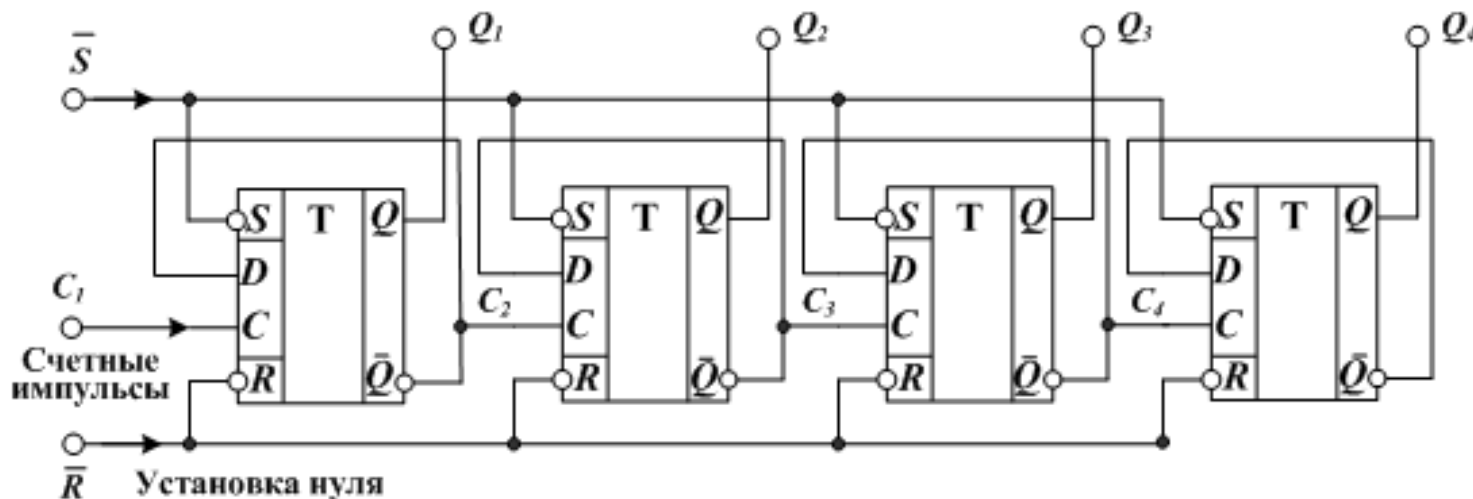 S̅ Q₁ Q₂ Q₃ Q₄
S T Q S T Q S T Q S T Q
D D D D
C₁ C₂ C₃ C₄
C C C C
Счетные
импульсы
R Q̅ R Q̅ R Q̅ R Q̅
R̅ Установка нуля